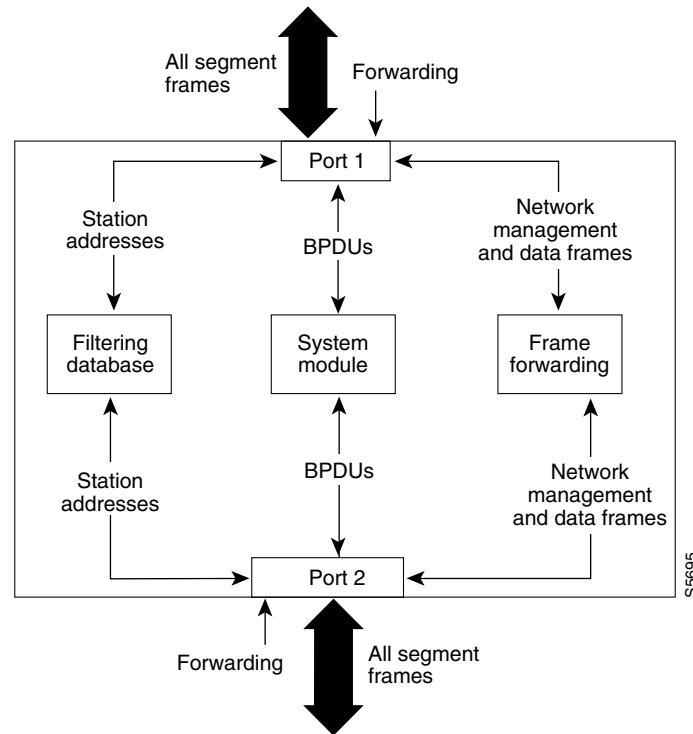 All segment
frames
Forwarding
Port 1
Station
addresses
BPDUs
Network
management
and data frames
Filtering
database
System
module
Frame
forwarding
Station
addresses
BPDUs
Network
management
and data frames
Port 2
S5695
Forwarding
All segment
frames